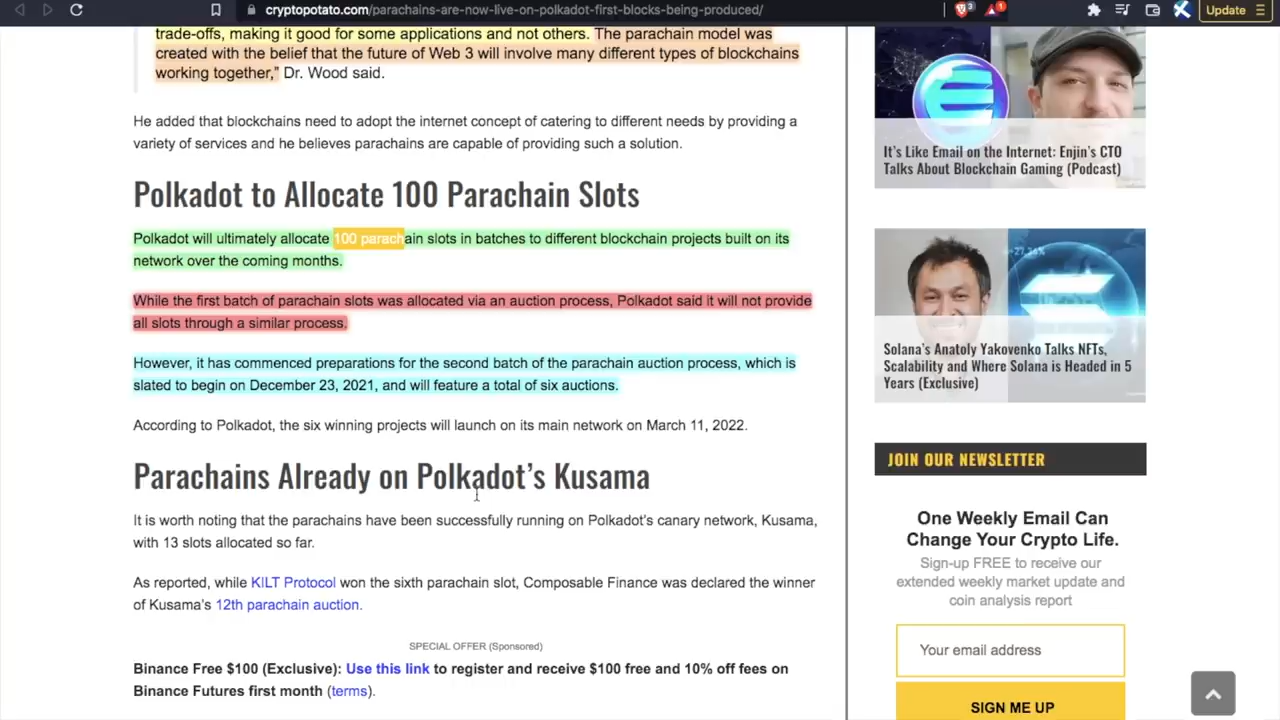 cryptopotato.com/parachains-are-now-live-on-polkadot-first-blocks-being-produced/
3
1
Update
trade-offs, making it good for some applications and not others. The parachain model was
created with the belief that the future of Web 3 will involve many different types of blockchains
working together,” Dr. Wood said.
He added that blockchains need to adopt the internet concept of catering to different needs by providing a
variety of services and he believes parachains are capable of providing such a solution.
Polkadot to Allocate 100 Parachain Slots
Polkadot will ultimately allocate 100 parachain slots in batches to different blockchain projects built on its
network over the coming months.
While the first batch of parachain slots was allocated via an auction process, Polkadot said it will not provide
all slots through a similar process.
However, it has commenced preparations for the second batch of the parachain auction process, which is
slated to begin on December 23, 2021, and will feature a total of six auctions.
According to Polkadot, the six winning projects will launch on its main network on March 11, 2022.
Parachains Already on Polkadot’s Kusama
It is worth noting that the parachains have been successfully running on Polkadot’s canary network, Kusama,
with 13 slots allocated so far.
As reported, while KILT Protocol won the sixth parachain slot, Composable Finance was declared the winner
of Kusama’s 12th parachain auction.
SPECIAL OFFER (Sponsored)
Binance Free $100 (Exclusive): Use this link to register and receive $100 free and 10% off fees on
Binance Futures first month (terms).
It’s Like Email on the Internet: Enjin’s CTO
Talks About Blockchain Gaming (Podcast)
+27.36%
Solana’s Anatoly Yakovenko Talks NFTs,
Scalability and Where Solana is Headed in 5
Years (Exclusive)
JOIN OUR NEWSLETTER
One Weekly Email Can
Change Your Crypto Life.
Sign-up FREE to receive our
extended weekly market update and
coin analysis report
Your email address
SIGN ME UP